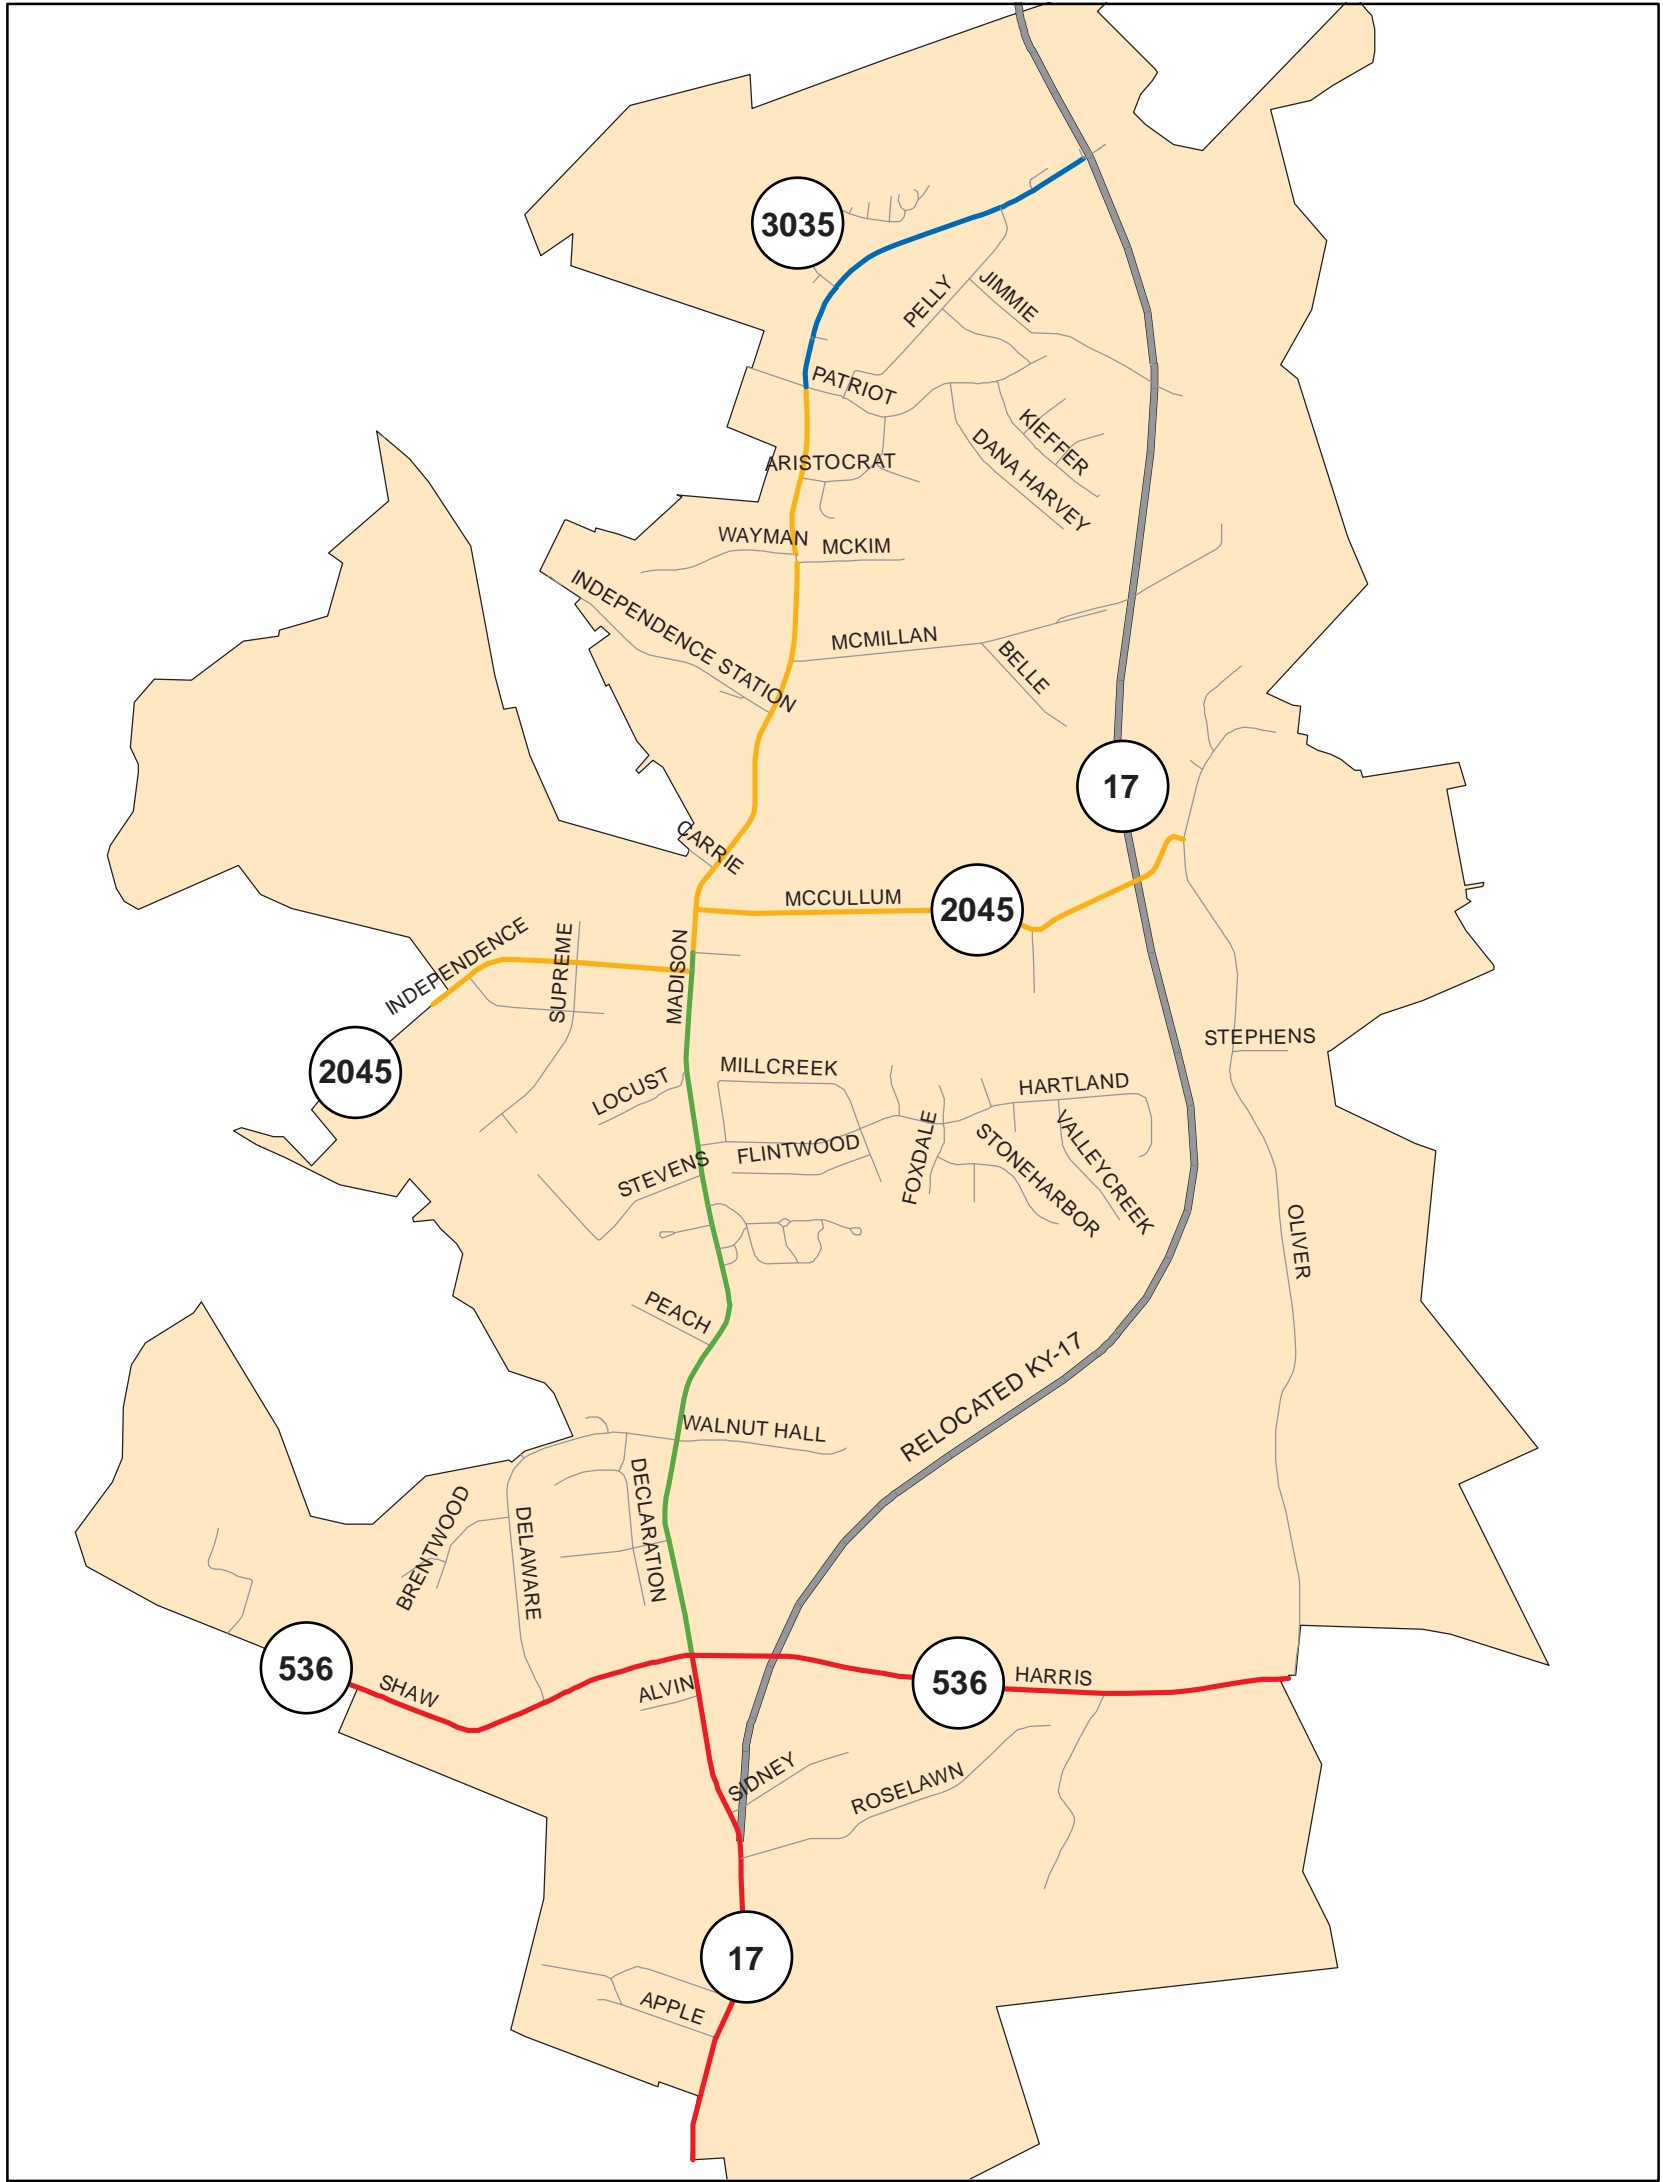 3035
PELLY
JIMMIE
PATRIOT
KIEFFER
DANA HARVEY
ARISTOCRAT
WAYMAN
MCKIM
INDEPENDENCE STATION
MCMILLAN
BELLE
17
CARRIE
MCCULLUM
2045
INDEPENDENCE
SUPREME
MADISON
STEPHENS
2045
LOCUST
MILLCREEK
HARTLAND
FLINTWOOD
FOXDALE
STONEHARBOR
VALLEYCREEK
STEVENS
OLIVER
PEACH
RELOCATED KY-17
WALNUT HALL
BRENTWOOD
DELAWARE
DECLARATION
536
SHAW
ALVIN
536
HARRIS
SIDNEY
ROSELAWN
17
APPLE